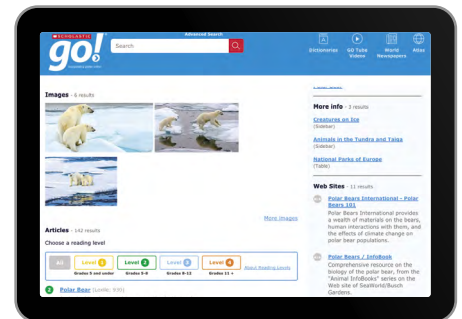 SCHOLASTIC
go!
Advanced Search
Search
Dictionaries
GO Tube
Videos
World
Newspapers
Atlas
Images - 6 results
More images
Articles - 142 results
Choose a reading level
All
Level 1
Grades 5 and under
Level 2
Grades 5-8
Level 3
Grades 8-12
Level 4
Grades 11 +
About Reading Levels
2 Polar Bear
Polar Bear
More info - 3 results
Creatures on Ice
(Sidebar)
Animals in the Tundra and Taiga
(Sidebar)
National Parks of Europe
(Table)
Web Sites - 11 results
Polar Bears International - Polar
Bears 101
Polar Bears International provides
a wealth of materials on the bears,
human interactions with them, and
the effects of climate change on
polar bear populations.
Polar Bears / InfoBook
Comprehensive resource on the
biology of the polar bear, from the
"Animal InfoBooks" series on the
Web site of SeaWorld/Busch
Gardens.